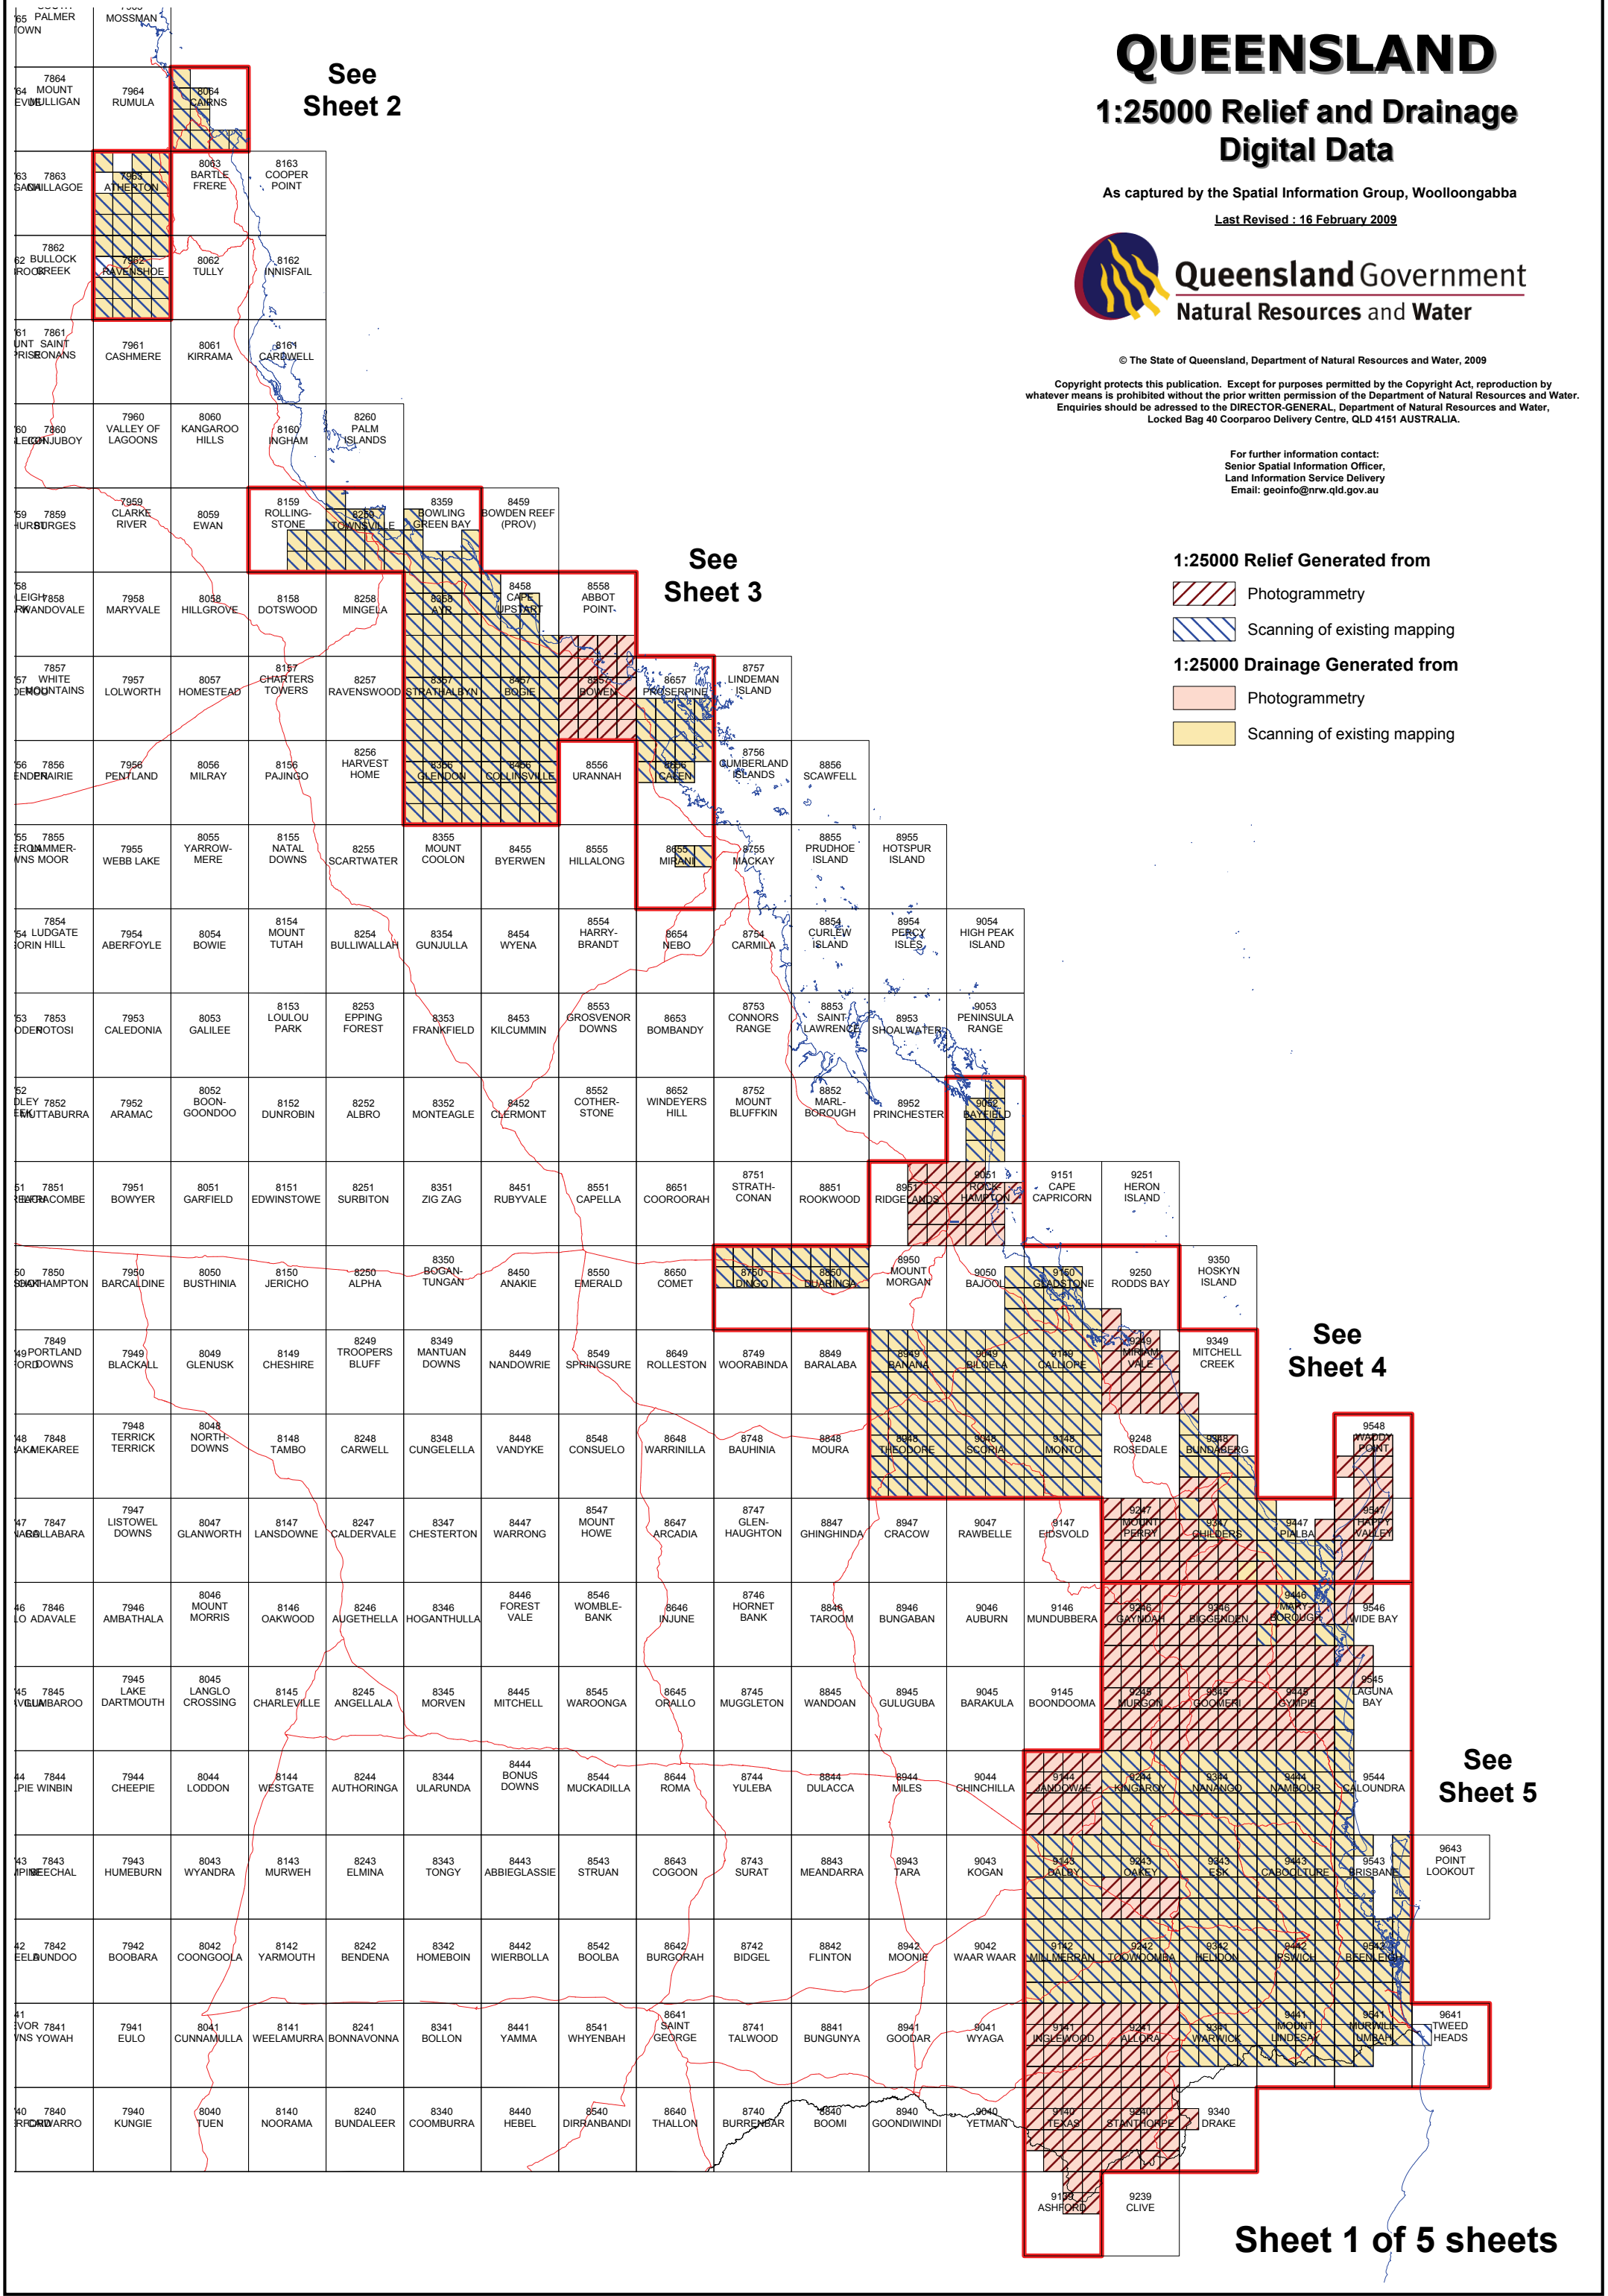 QUEENSLAND
1:25000 Relief and Drainage
Digital Data
As captured by the Spatial Information Group, Woolloongabba
Last Revised : 16 February 2009
Queensland Government
Natural Resources and Water
© The State of Queensland, Department of Natural Resources and Water, 2009
Copyright protects this publication.  Except for purposes permitted by the Copyright Act, reproduction by
whatever means is prohibited without the prior written permission of the Department of Natural Resources and Water.
Enquiries should be adressed to the DIRECTOR-GENERAL, Department of Natural Resources and Water,
Locked Bag 40 Coorparoo Delivery Centre, QLD 4151 AUSTRALIA.
For further information contact:
Senior Spatial Information Officer,
Land Information Service Delivery
Email: geoinfo@nrw.qld.gov.au
1:25000 Relief Generated from
Photogrammetry
Scanning of existing mapping
1:25000 Drainage Generated from
Photogrammetry
Scanning of existing mapping
See
Sheet 2
See
Sheet 3
See
Sheet 4
See
Sheet 5
PALMER
MOSSMAN
7864
MOUNT
MULLIGAN
7964
RUMULA
8064
CAIRNS
7863
CHILLAGOE
7963
ATHERTON
8063
BARTLE
FRERE
8163
COOPER
POINT
7862
BULLOCK
CREEK
7962
RAVENSHOE
8062
TULLY
8162
INNISFAIL
7861
SAINT
RONANS
7961
CASHMERE
8061
KIRRAMA
8161
CARDWELL
7860
CONJUBOY
7960
VALLEY OF
LAGOONS
8060
KANGAROO
HILLS
8160
INGHAM
8260
PALM
ISLANDS
7859
BURGES
7959
CLARKE
RIVER
8059
EWAN
8159
ROLLING-
STONE
8259
TOWNSVILLE
8359
BOWLING
GREEN BAY
8459
BOWDEN REEF
(PROV)
7858
WANDOVALE
7958
MARYVALE
8058
HILLGROVE
8158
DOTSWOOD
8258
MINGELA
8358
AYR
8458
CAPE
UPSTART
8558
ABBOT
POINT
7857
WHITE
MOUNTAINS
7957
LOLWORTH
8057
HOMESTEAD
8157
CHARTERS
TOWERS
8257
RAVENSWOOD
8357
STRATHALBYN
8457
BOGIE
8557
BOWEN
8657
PROSERPINE
8757
LINDEMAN
ISLAND
7856
PRAIRIE
7956
PENTLAND
8056
MILRAY
8156
PAJINGO
8256
HARVEST
HOME
8356
GLENDON
8456
COLLINSVILLE
8556
URANNAH
8656
CALEN
8756
CUMBERLAND
ISLANDS
8856
SCAWFELL
7855
LAMMER-
MOOR
7955
WEBB LAKE
8055
YARROW-
MERE
8155
NATAL
DOWNS
8255
SCARTWATER
8355
MOUNT
COOLON
8455
BYERWEN
8555
HILLALONG
8655
MIRANI
8755
MACKAY
8855
PRUDHOE
ISLAND
8955
HOTSPUR
ISLAND
7854
LUDGATE
HILL
7954
ABERFOYLE
8054
BOWIE
8154
MOUNT
TUTAH
8254
BULLIWALLAH
8354
GUNJULLA
8454
WYENA
8554
HARRY-
BRANDT
8654
NEBO
8754
CARMILA
8854
CURLEW
ISLAND
8954
PERCY
ISLES
9054
HIGH PEAK
ISLAND
7853
ROTOSI
7953
CALEDONIA
8053
GALILEE
8153
LOULOU
PARK
8253
EPPING
FOREST
8353
FRANKFIELD
8453
KILCUMMIN
8553
GROSVENOR
DOWNS
8653
BOMBANDY
8753
CONNORS
RANGE
8853
SAINT
LAWRENCE
8953
SHOALWATER
9053
PENINSULA
RANGE
7852
MUTTABURRA
7952
ARAMAC
8052
BOON-
GOONDOO
8152
DUNROBIN
8252
ALBRO
8352
MONTEAGLE
8452
CLERMONT
8552
COTHER-
STONE
8652
WINDEYERS
HILL
8752
MOUNT
BLUFFKIN
8852
MARL-
BOROUGH
8952
PRINCHESTER
9052
BAYFIELD
7851
ILFRACOMBE
7951
BOWYER
8051
GARFIELD
8151
EDWINSTOWE
8251
SURBITON
8351
ZIG ZAG
8451
RUBYVALE
8551
CAPELLA
8651
COOROORAH
8751
STRATH-
CONAN
8851
ROOKWOOD
8951
RIDGELANDS
9051
ROCK-
HAMPTON
9151
CAPE
CAPRICORN
9251
HERON
ISLAND
7850
7950
BARCALDINE
8050
BUSTHINIA
8150
JERICHO
8250
ALPHA
8350
BOGAN-
TUNGAN
8450
ANAKIE
8550
EMERALD
8650
COMET
8750
DINGO
8850
DUARINGA
8950
MOUNT
MORGAN
9050
BAJOOL
9150
GLADSTONE
9250
RODDS BAY
9350
HOSKYN
ISLAND
7849
PORTLAND
DOWNS
7949
BLACKALL
8049
GLENUSK
8149
CHESHIRE
8249
TROOPERS
BLUFF
8349
MANTUAN
DOWNS
8449
NANDOWRIE
8549
SPRINGSURE
8649
ROLLESTON
8749
WOORABINDA
8849
BARALABA
8949
BANANA
9049
BILOELA
9149
CALLIOPE
9249
MIRIAM
VALE
9349
MITCHELL
CREEK
7848
MEKAREE
7948
TERRICK
TERRICK
8048
NORTH-
DOWNS
8148
TAMBO
8248
CARWELL
8348
CUNGELELLA
8448
VANDYKE
8548
CONSUELO
8648
WARRINILLA
8748
BAUHINIA
8848
MOURA
8948
THEODORE
9048
SCORIA
9148
MONTO
9248
ROSEDALE
9348
BUNDABERG
9548
WADDY
POINT
7847
7947
LISTOWEL
DOWNS
8047
GLANWORTH
8147
LANSDOWNE
8247
CALDERVALE
8347
CHESTERTON
8447
WARRONG
8547
MOUNT
HOWE
8647
ARCADIA
8747
GLEN-
HAUGHTON
8847
GHINGHINDA
8947
CRACOW
9047
RAWBELLE
9147
EIDSVOLD
9247
MOUNT
PERRY
9347
CHILDERS
9447
PIALBA
9547
HAPPY
VALLEY
7846
ADAVALE
7946
AMBATHALA
8046
MOUNT
MORRIS
8146
OAKWOOD
8246
AUGETHELLA
8346
HOGANTHULLA
8446
FOREST
VALE
8546
WOMBLE-
BANK
8646
INJUNE
8746
HORNET
BANK
8846
TAROOM
8946
BUNGABAN
9046
AUBURN
9146
MUNDUBBERA
9246
GAYNDAH
9346
BIGGENDEN
9446
MARY-
BOROUGH
9546
WIDE BAY
7845
GUMBAROO
7945
LAKE
DARTMOUTH
8045
LANGLO
CROSSING
8145
CHARLEVILLE
8245
ANGELLALA
8345
MORVEN
8445
MITCHELL
8545
WAROONGA
8645
ORALLO
8745
MUGGLETON
8845
WANDOAN
8945
GULUGUBA
9045
BARAKULA
9145
BOONDOOMA
9245
MURGON
9345
GOOMERI
9445
GYMPIE
9545
LAGUNA
BAY
7844
WINBIN
7944
CHEEPIE
8044
LODDON
8144
WESTGATE
8244
AUTHORINGA
8344
ULARUNDA
8444
BONUS
DOWNS
8544
MUCKADILLA
8644
ROMA
8744
YULEBA
8844
DULACCA
8944
MILES
9044
CHINCHILLA
9144
JANDOWAE
9244
KINGAROY
9344
NANANGO
9444
NAMBOUR
9544
CALOUNDRA
7843
BEECHAL
7943
HUMEBURN
8043
WYANDRA
8143
MURWEH
8243
ELMINA
8343
TONGY
8443
ABBIEGLASSIE
8543
STRUAN
8643
COGOON
8743
SURAT
8843
MEANDARRA
8943
TARA
9043
KOGAN
9143
DALBY
9243
OAKEY
9343
ESK
9443
CABOOLTURE
9543
BRISBANE
9643
POINT
LOOKOUT
7842
DUNDOO
7942
BOOBARA
8042
COONGOOLA
8142
YARMOUTH
8242
BENDENA
8342
HOMEBOIN
8442
WIERBOLLA
8542
BOOLBA
8642
BURGORAH
8742
BIDGEL
8842
FLINTON
8942
MOONIE
9042
WAAR WAAR
9142
MILLMERRAN
9242
TOOWOOMBA
9342
HELIDON
9442
IPSWICH
9542
BEENLEIGH
7841
YOWAH
7941
EULO
8041
CUNNAMULLA
8141
WEELAMURRA
8241
BONNAVONNA
8341
BOLLON
8441
YAMMA
8541
WHYENBAH
8641
SAINT
GEORGE
8741
TALWOOD
8841
BUNGUNYA
8941
GOODAR
9041
WYAGA
9141
INGLEWOOD
9241
ALLORA
9341
WARWICK
9441
MOUNT
LINDESAY
9541
MURWILL-
UMBAH
9641
TWEED
HEADS
7840
7940
KUNGIE
8040
TUEN
8140
NOORAMA
8240
BUNDALEER
8340
COOMBURRA
8440
HEBEL
8540
DIRRANBANDI
8640
THALLON
8740
BURRENBAR
8840
BOOMI
8940
GOONDIWINDI
9040
YETMAN
9140
TEXAS
9240
STANTHORPE
9340
DRAKE
9139
ASHFORD
9239
CLIVE
Sheet 1 of 5 sheets